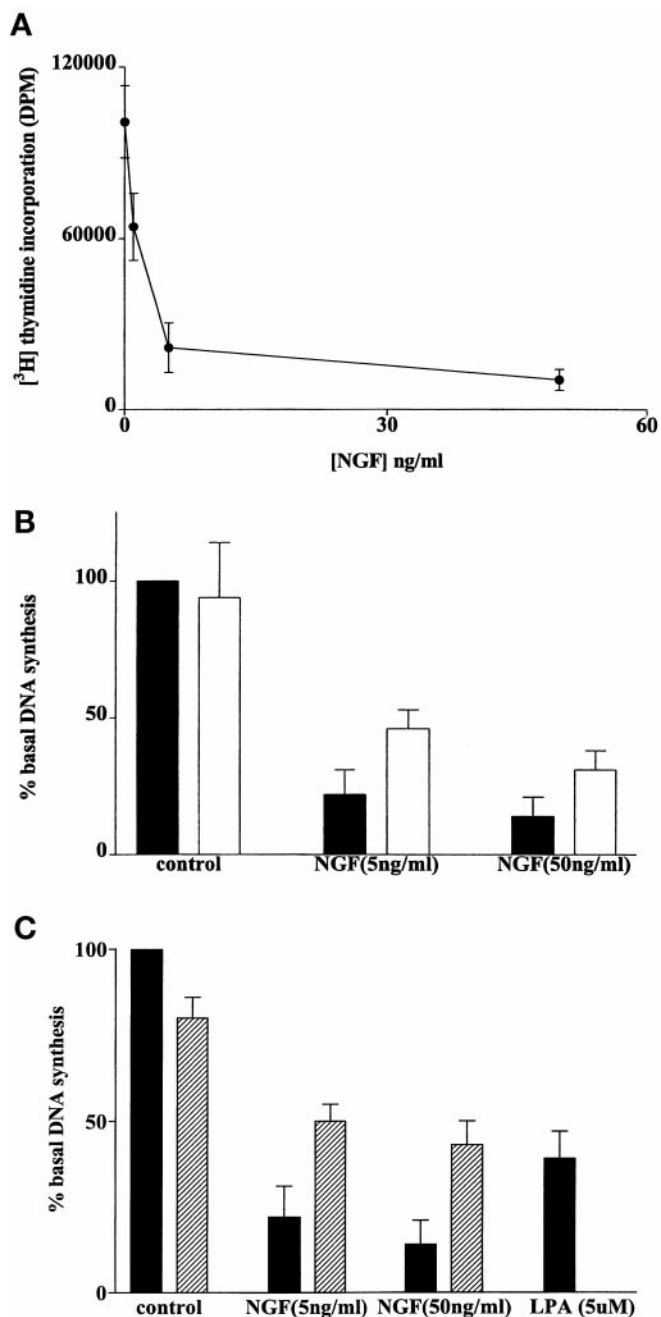 A
[³H] thymidine incorporation (DPM)
120000
60000
0
0 30 60
[NGF] ng/ml
B
% basal DNA synthesis
100
50
0
control NGF(5ng/ml) NGF(50ng/ml)
C
% basal DNA synthesis
100
50
0
control NGF(5ng/ml) NGF(50ng/ml) LPA (5uM)